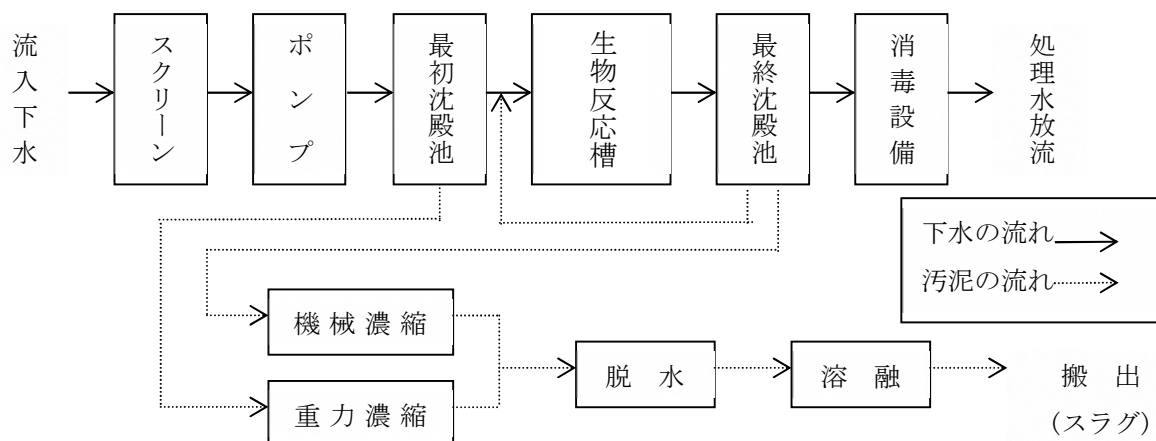 流入下水
スクリーン
ポンプ
最初沈殿池
生物反応槽
最終沈殿池
消毒設備
処理水放流
下水の流れ
汚泥の流れ
機械濃縮
重力濃縮
脱水
溶融
搬出
(スラグ)